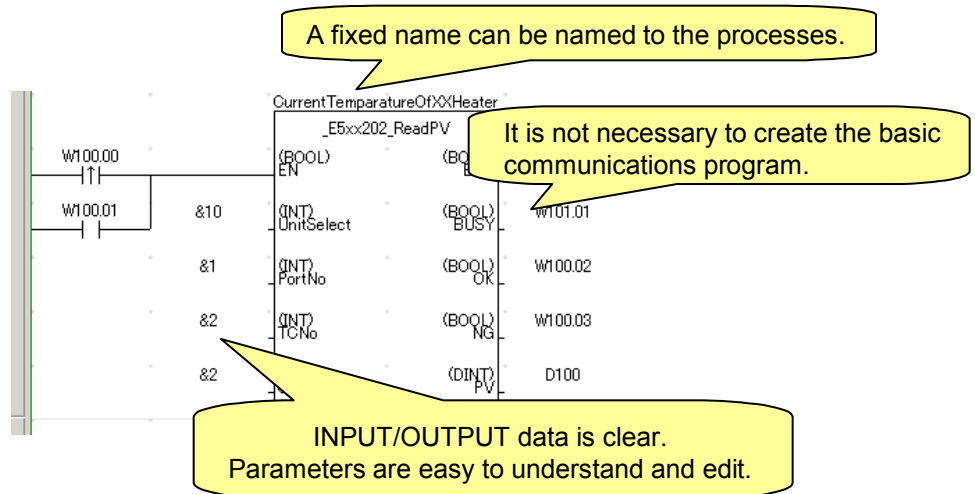 A fixed name can be named to the processes.
CurrentTemparatureOfXXHeater
_E5xx202_ReadPV
It is not necessary to create the basic
communications program.
W100.00
(BOOL)
EN
W100.01
&10
(INT)
UnitSelect
(BOOL)
BUSY
W101.01
&1
(INT)
PortNo
(BOOL)
OK
W100.02
&2
(INT)
TCNo
(BOOL)
NG
W100.03
&2
(DINT)
PV
D100
INPUT/OUTPUT data is clear.
Parameters are easy to understand and edit.